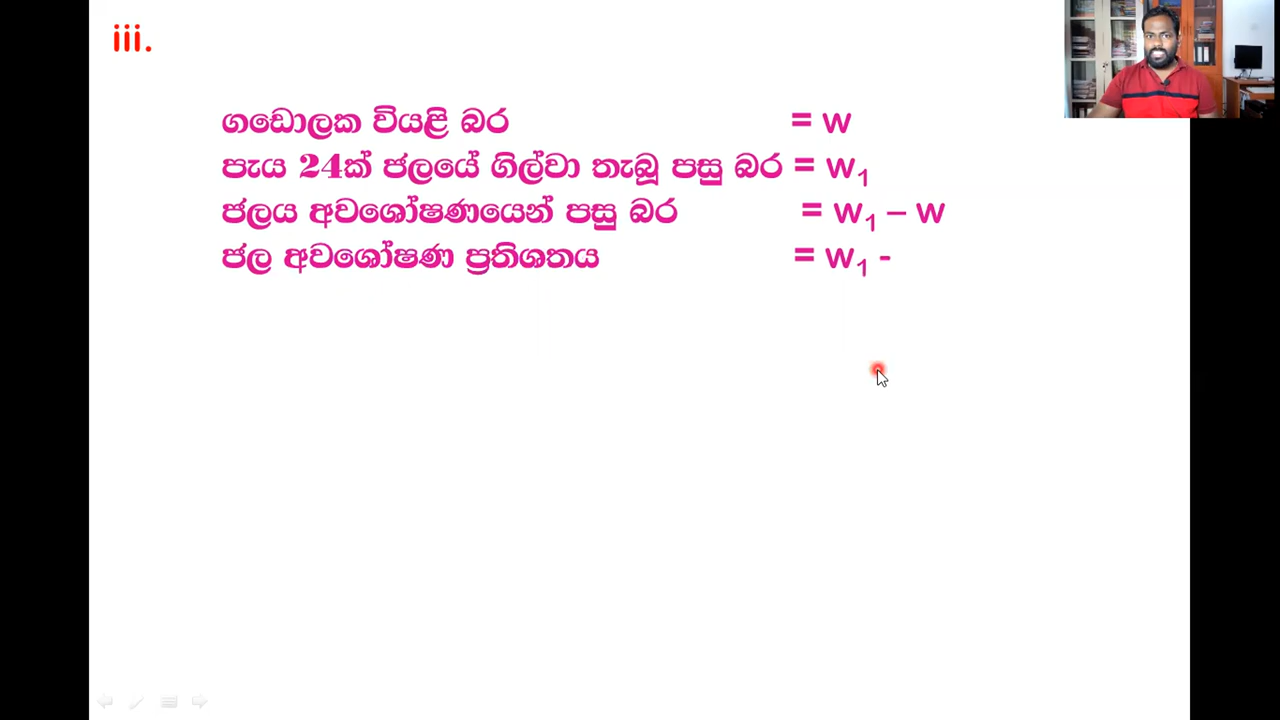 iii.
ගඩොලක වියළි බර = w
පැය 24ක් ජලයේ ගිල්වා තැබූ පසු බර = w₁
ජලය අවශෝෂණයෙන් පසු බර = w₁ – w
ජල අවශෝෂණ ප්‍රතිශතය = w₁ -